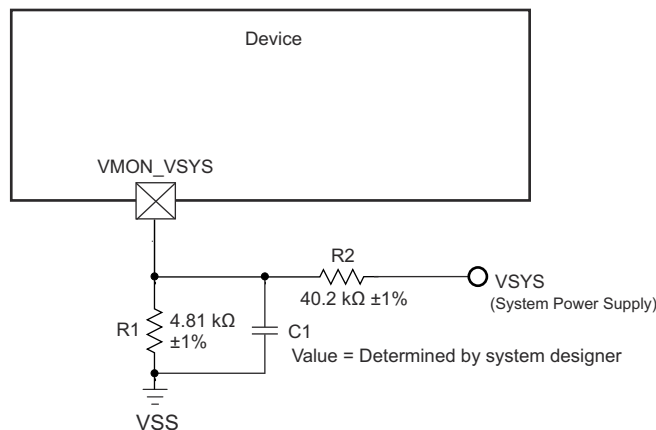 Device
VMON_VSYS
R2
40.2 kΩ ±1%
VSYS
(System Power Supply)
R1
4.81 kΩ
±1%
C1
Value = Determined by system designer
VSS